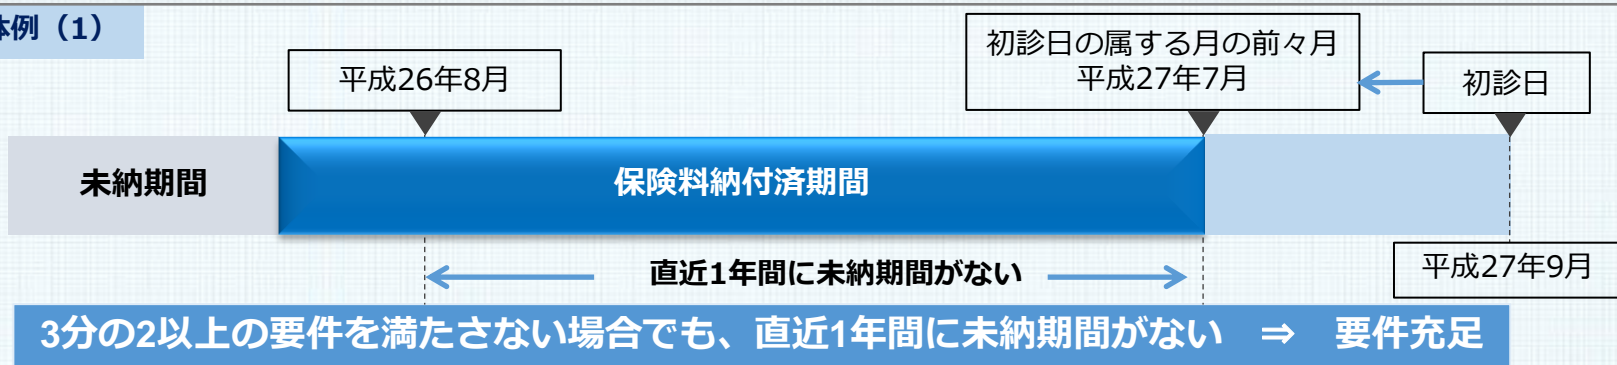 体例（1）
平成26年8月
初診日の属する月の前々月
平成27年7月
初診日
未納期間
保険料納付済期間
直近1年間に未納期間がない
平成27年9月
3分の2以上の要件を満たさない場合でも、直近1年間に未納期間がない　⇒　要件充足